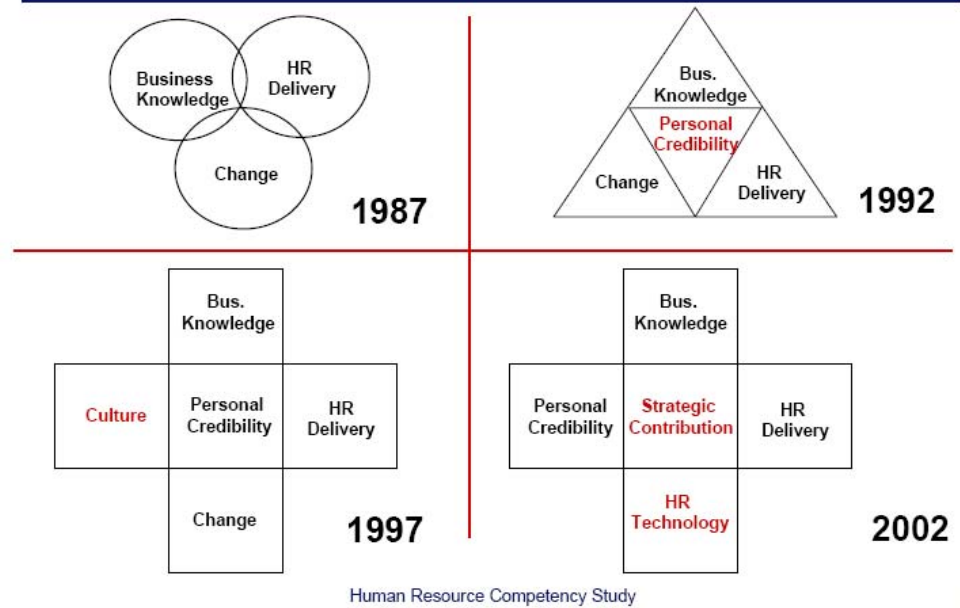 Business
Knowledge
HR
Delivery
Change
1987
Bus.
Knowledge
Personal
Credibility
Change
HR
Delivery
1992
Bus.
Knowledge
Culture
Personal
Credibility
HR
Delivery
Change
1997
Bus.
Knowledge
Personal
Credibility
Strategic
Contribution
HR
Delivery
HR
Technology
2002
Human Resource Competency Study